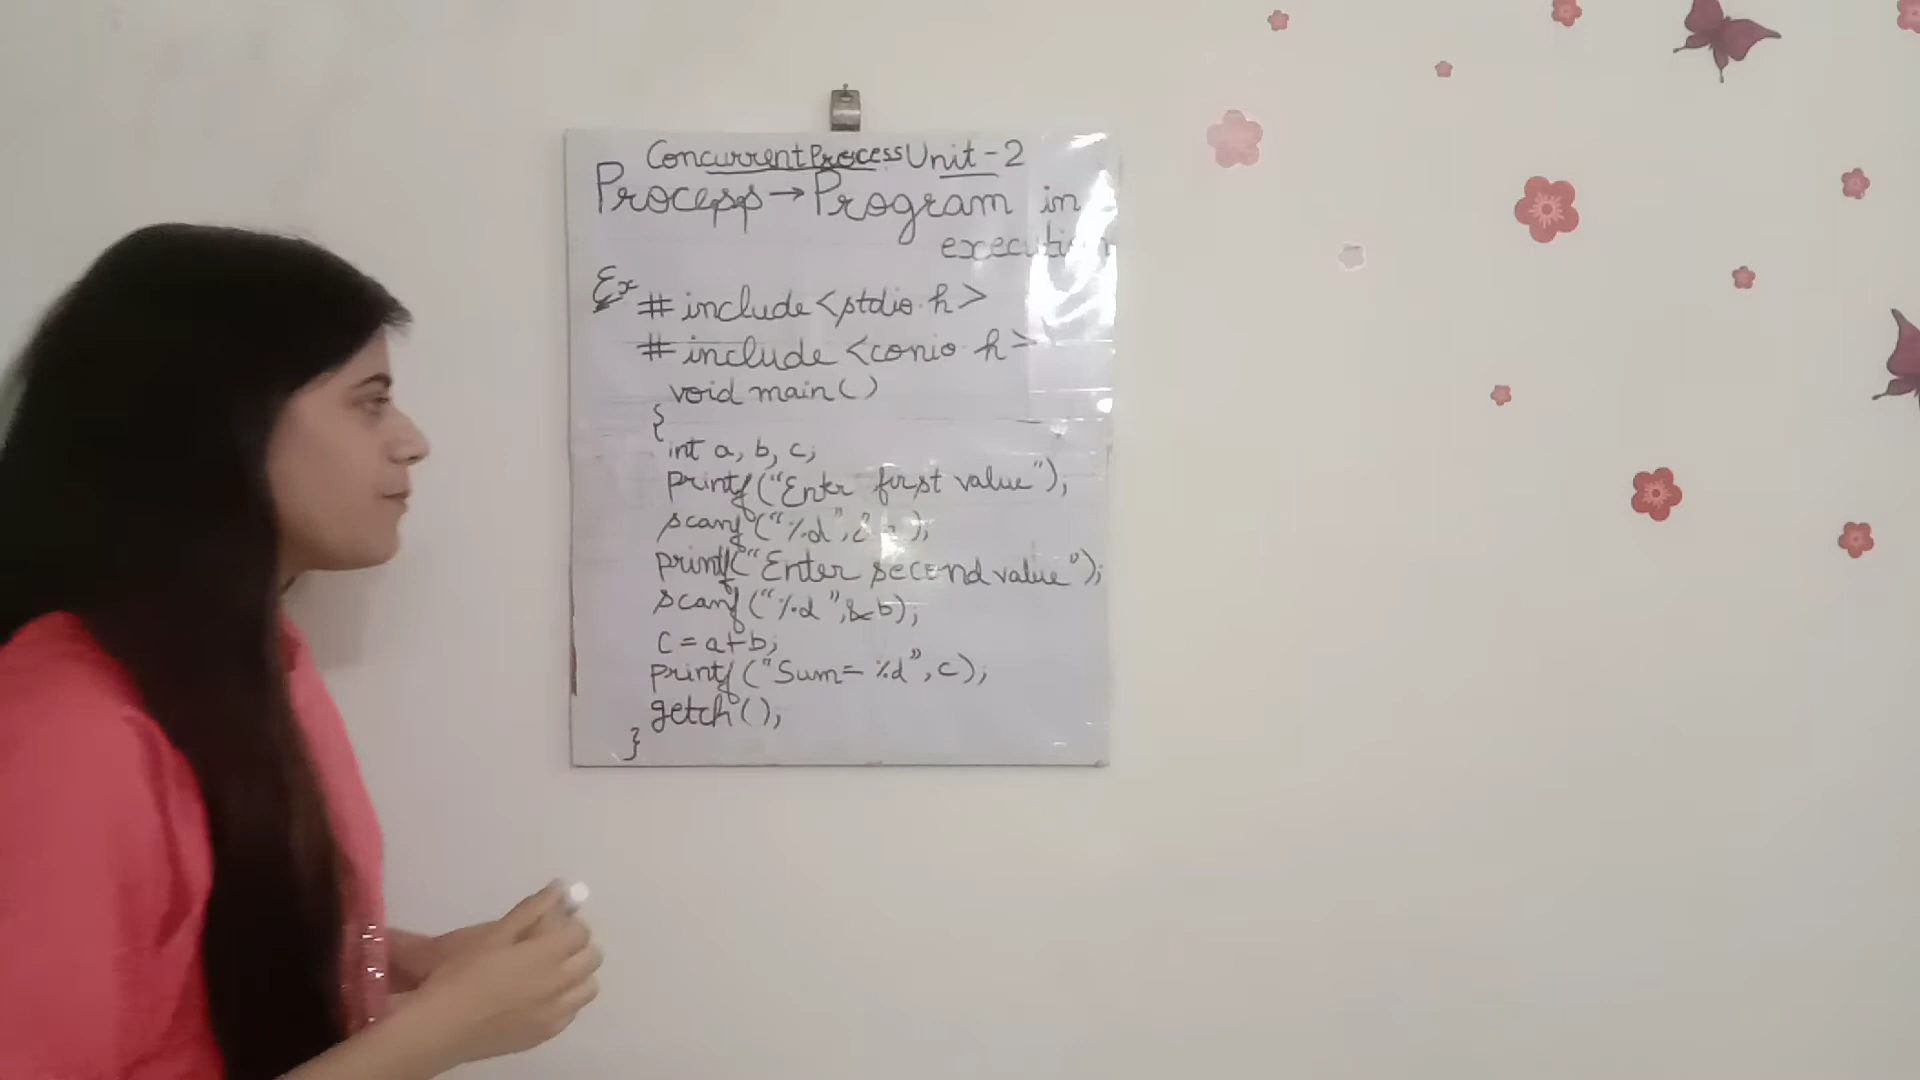 Concurrent Process Unit-2
Process → Program in
execution
Ex
# include <stdio.h>
# include <conio.h>
void main()
{
int a, b, c;
printf("Enter first value");
scanf("%d", & );
printf("Enter second value");
scanf("%d", &b);
c = a+b;
printf("Sum= %d", c);
getch();
}